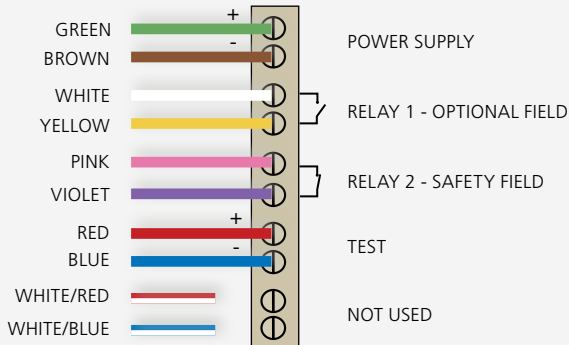 GREEN
+
POWER SUPPLY
BROWN
-
WHITE
RELAY 1 - OPTIONAL FIELD
YELLOW
PINK
RELAY 2 - SAFETY FIELD
VIOLET
RED
+
TEST
BLUE
-
WHITE/RED
NOT USED
WHITE/BLUE